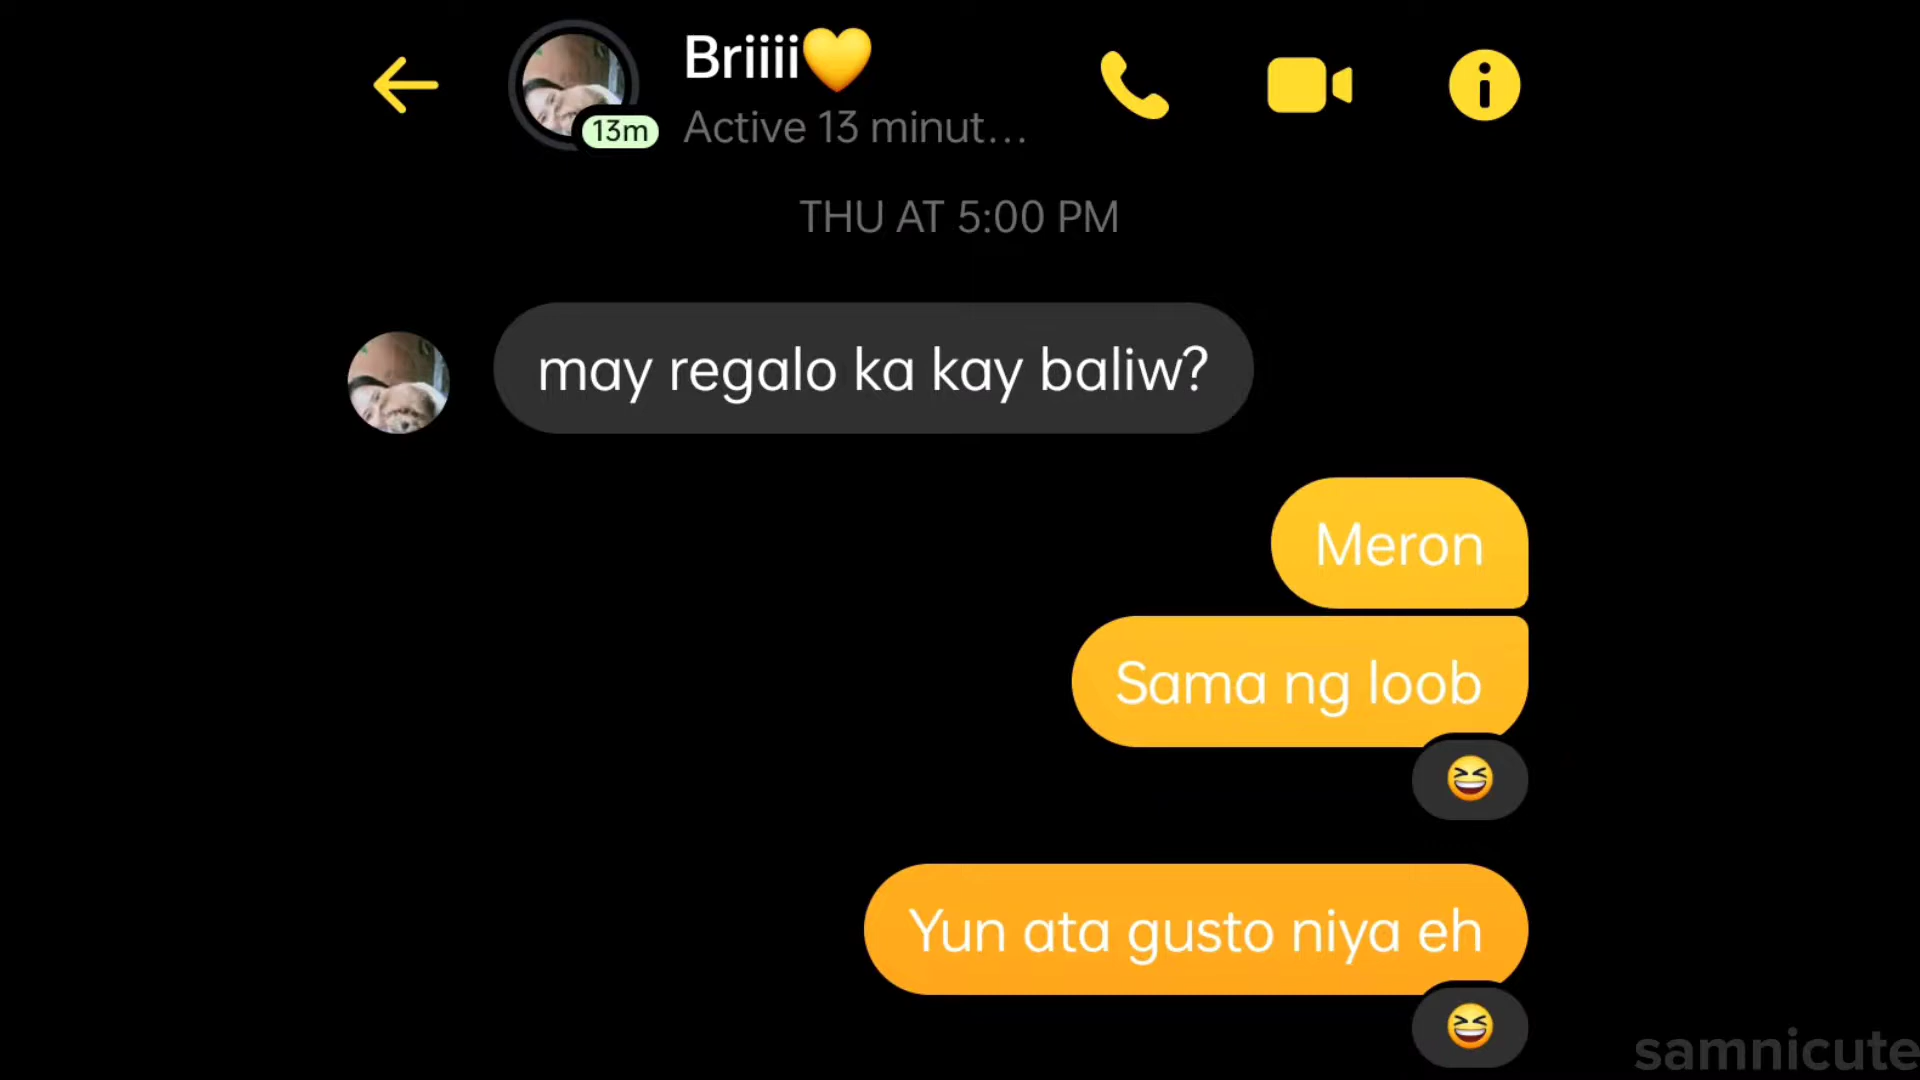 Briiii💛
13m
Active 13 minut...
THU AT 5:00 PM
may regalo ka kay baliw?
Meron
Sama ng loob
😆
Yun ata gusto niya eh
😆
samnicute